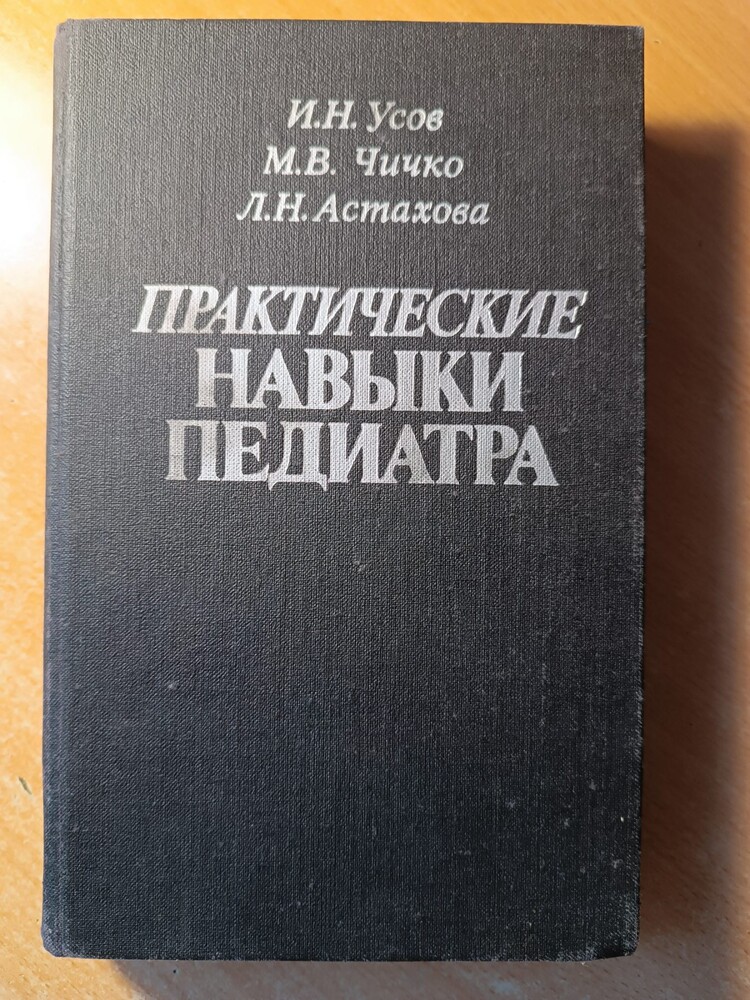 И.Н. Усов
М.В. Чичко
Л.Н. Астахова
ПРАКТИЧЕСКИЕ
НАВЫКИ
ПЕДИАТРА